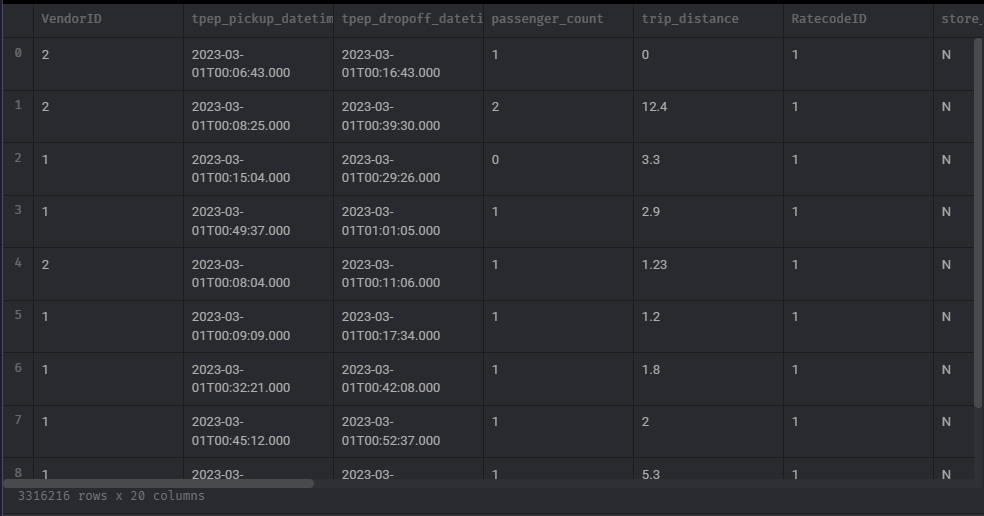 VendorID tpep_pickup_datetim tpep_dropoff_dateti passenger_count trip_distance RatecodeID store_
0 2 2023-03- 2023-03- 1 0 1 N
01T00:06:43.000 01T00:16:43.000
1 2 2023-03- 2023-03- 2 12.4 1 N
01T00:08:25.000 01T00:39:30.000
2 1 2023-03- 2023-03- 0 3.3 1 N
01T00:15:04.000 01T00:29:26.000
3 1 2023-03- 2023-03- 1 2.9 1 N
01T00:49:37.000 01T01:01:05.000
4 2 2023-03- 2023-03- 1 1.23 1 N
01T00:08:04.000 01T00:11:06.000
5 1 2023-03- 2023-03- 1 1.2 1 N
01T00:09:09.000 01T00:17:34.000
6 1 2023-03- 2023-03- 1 1.8 1 N
01T00:32:21.000 01T00:42:08.000
7 1 2023-03- 2023-03- 1 2 1 N
01T00:45:12.000 01T00:52:37.000
8 1 2023-03- 2023-03- 1 5.3 1 N
3316216 rows x 20 columns